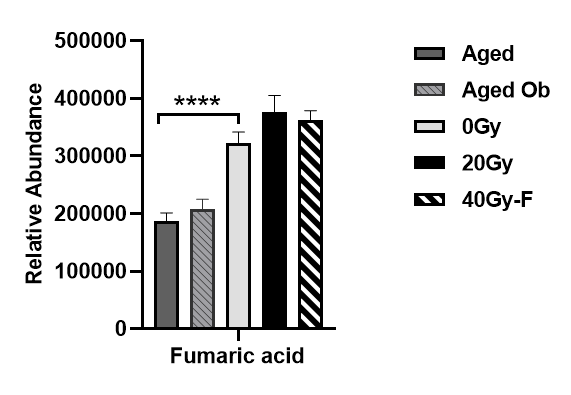 500000
400000
300000
200000
100000
0
Relative Abundance
****
Fumaric acid
Aged
Aged Ob
0Gy
20Gy
40Gy-F